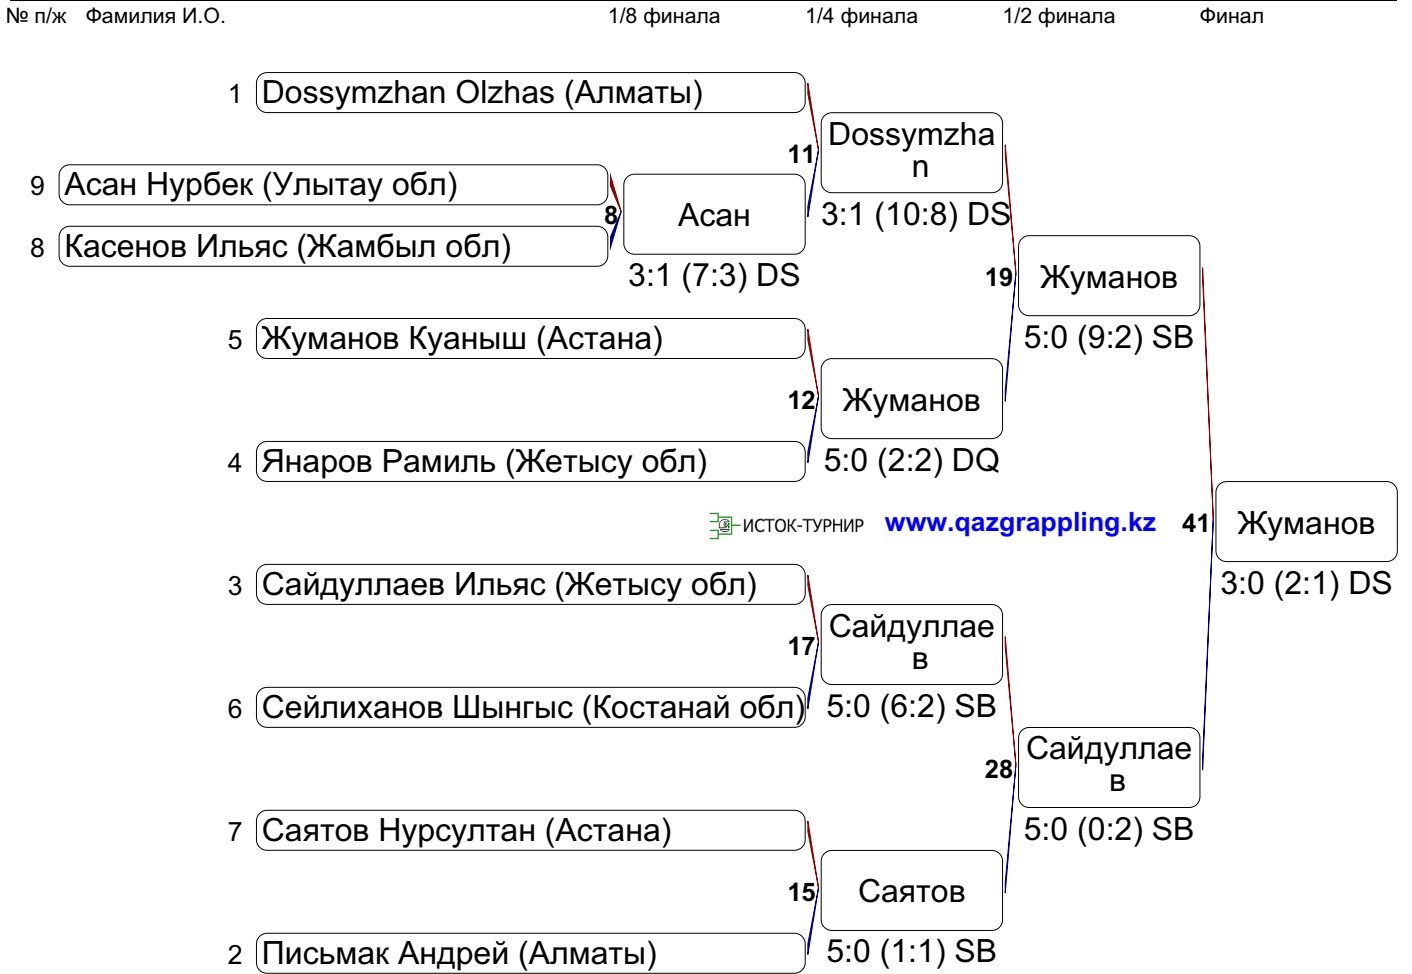 № п/ж Фамилия И.О. 1/8 финала 1/4 финала 1/2 финала Финал
1 Dossymzhan Olzhas (Алматы)
11 Dossymzha
n
3:1 (10:8) DS
9 Асан Нурбек (Улытау обл)
8 Асан
8 Касенов Ильяс (Жамбыл обл)
3:1 (7:3) DS
19 Жуманов
5:0 (9:2) SB
5 Жуманов Куаныш (Астана)
12 Жуманов
4 Янаров Рамиль (Жетысу обл)
5:0 (2:2) DQ
ИСТОК-ТУРНИР www.qazgrappling.kz 41 Жуманов
3:0 (2:1) DS
3 Сайдуллаев Ильяс (Жетысу обл)
17 Сайдуллае
в
6 Сейлиханов Шынгыс (Костанай обл)
5:0 (6:2) SB
28 Сайдуллае
в
5:0 (0:2) SB
7 Саятов Нурсултан (Астана)
15 Саятов
2 Письмак Андрей (Алматы)
5:0 (1:1) SB